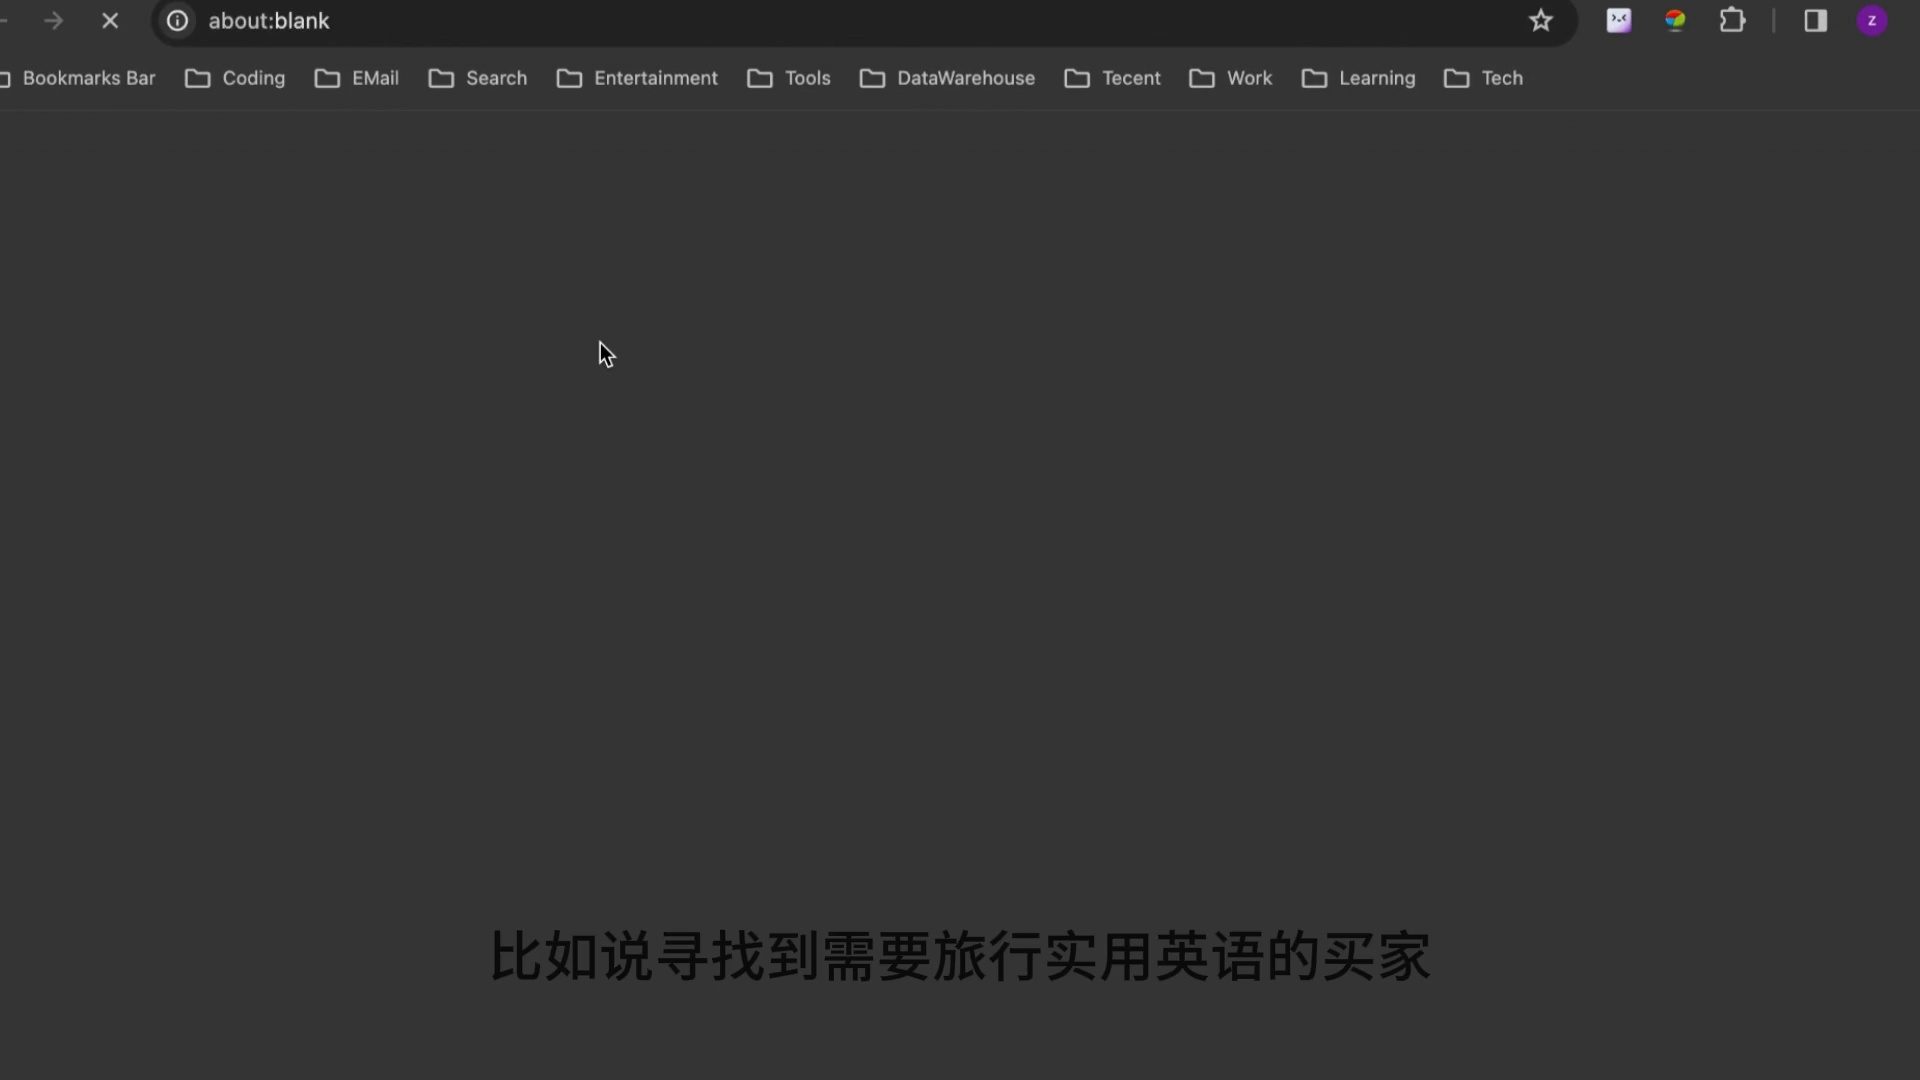 about:blank
Bookmarks Bar Coding EMail Search Entertainment Tools DataWarehouse Tecent Work Learning Tech
z
比如说寻找到需要旅行实用英语的买家